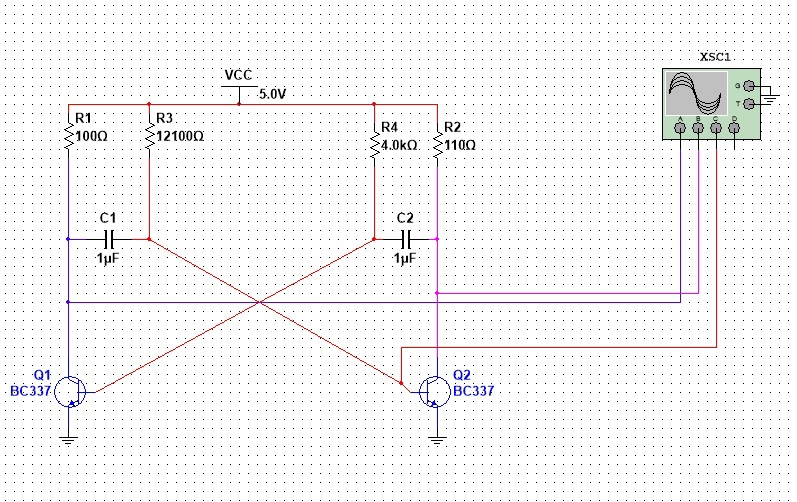 XSC1
VCC
5.0V
G
T
A B C D
R1
100Ω
R3
12100Ω
R4
4.0kΩ
R2
110Ω
C1
1µF
C2
1µF
Q1
BC337
Q2
BC337